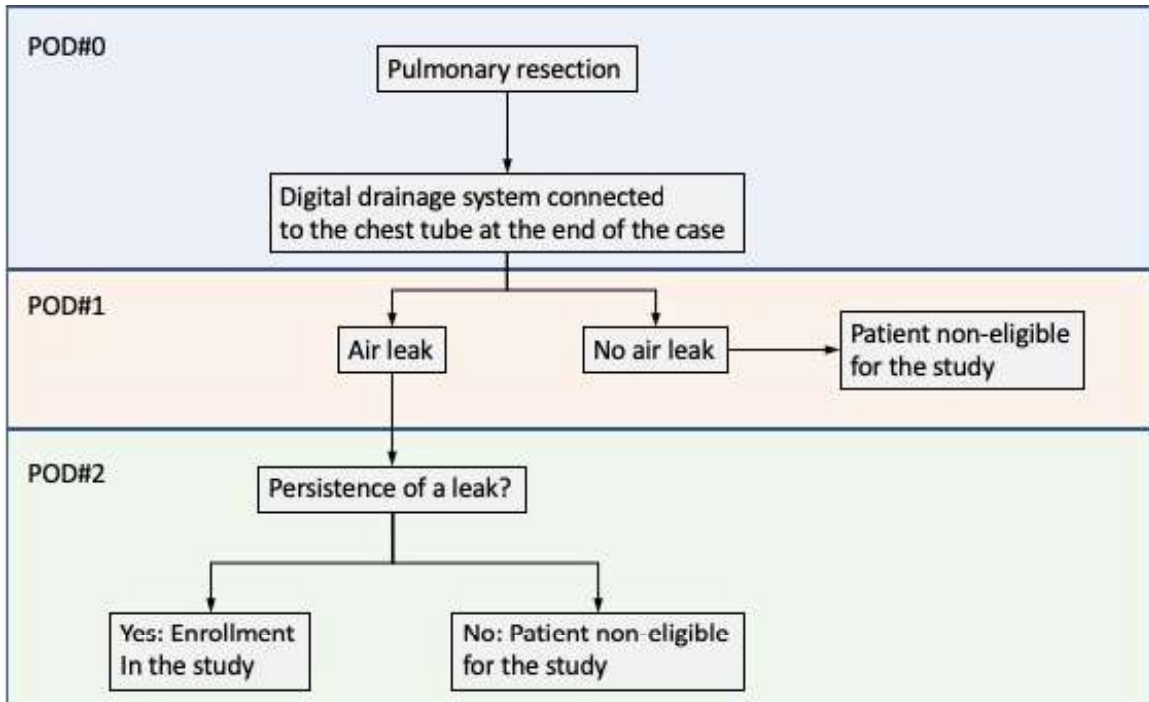 POD#0
Pulmonary resection
Digital drainage system connected
to the chest tube at the end of the case
POD#1
Air leak
No air leak
Patient non-eligible
for the study
POD#2
Persistence of a leak?
Yes: Enrollment
In the study
No: Patient non-eligible
for the study